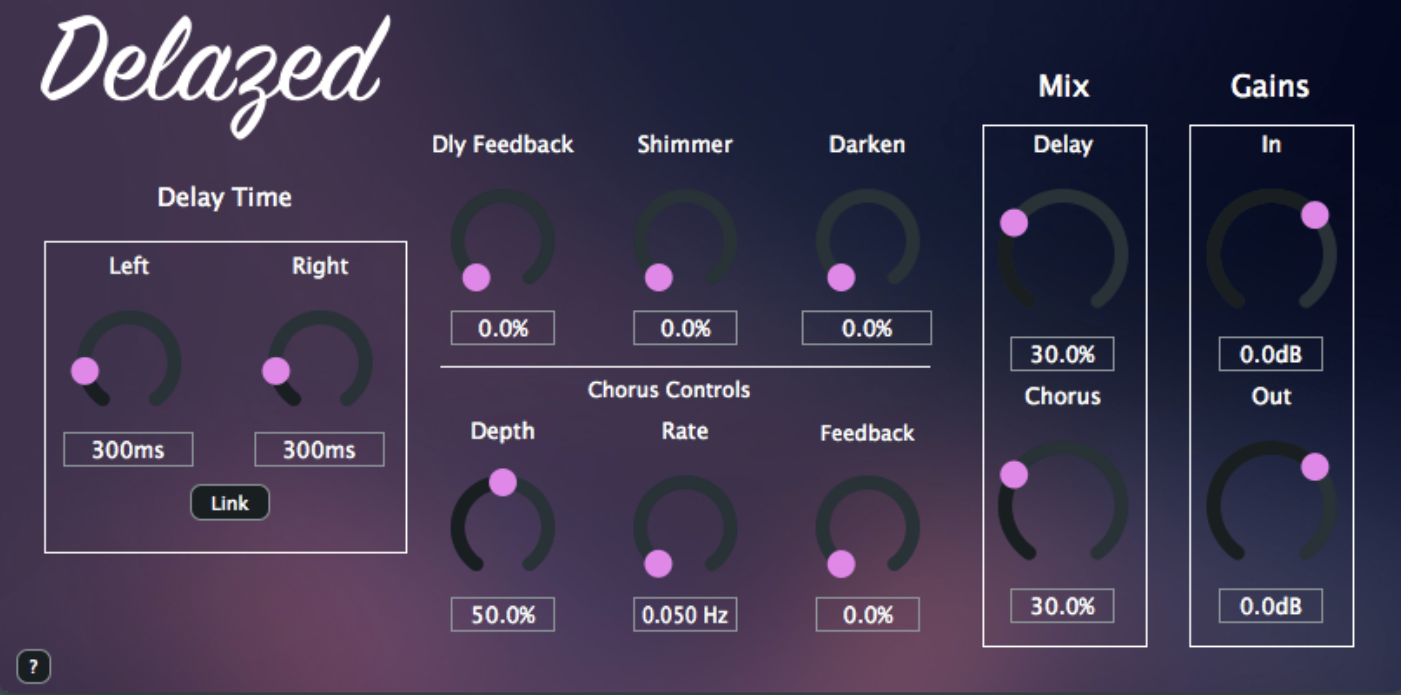 Delazed
Delay Time
Left Right
300ms 300ms
Link
Dly Feedback Shimmer Darken
0.0% 0.0% 0.0%
Chorus Controls
Depth Rate Feedback
50.0% 0.050 Hz 0.0%
Mix
Delay
30.0%
Chorus
30.0%
Gains
In
0.0dB
Out
0.0dB
?